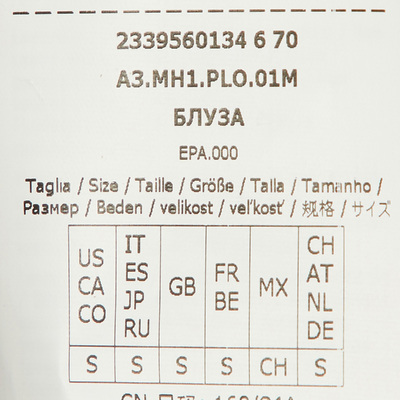 2339560134 6 70
A3.MH1.PLO.01M
БЛУЗА
EPA.000
Taglia / Size / Taille / Größe / Talla / Tamanho /
Размер / Beden / velikost / veľkosť / 规格 / サイズ
US CA CO
IT ES JP RU
GB
FR BE
MX
CH AT NL DE
S S S S CH S